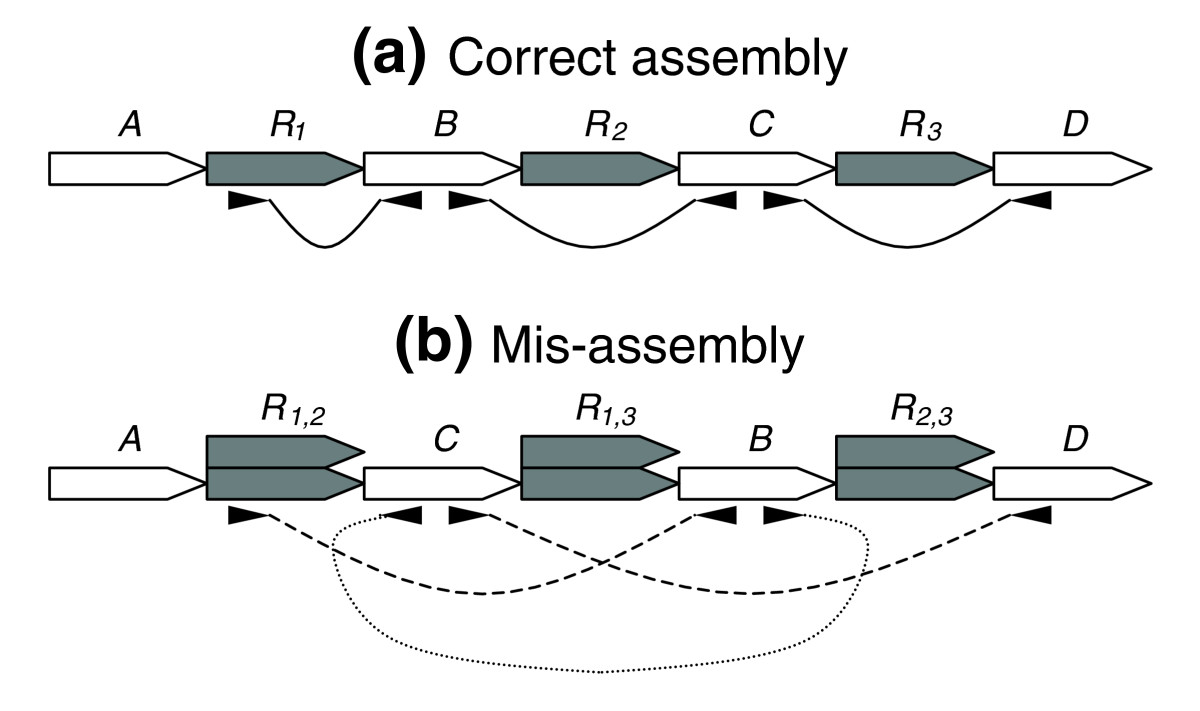 (a) Correct assembly
A R1 B R2 C R3 D
(b) Mis-assembly
A R1,2 C R1,3 B R2,3 D